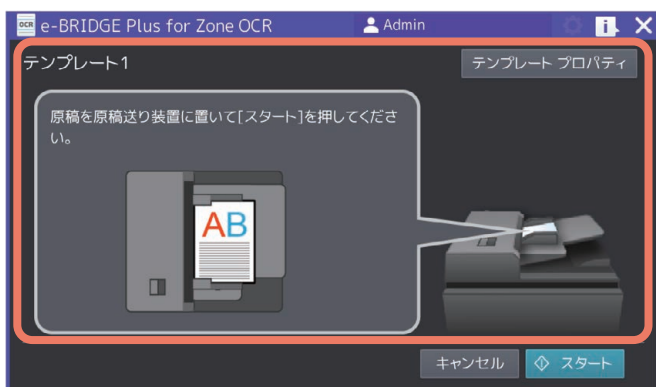 OCR e-BRIDGE Plus for Zone OCR Admin i
テンプレート1 テンプレート プロパティ
原稿を原稿送り装置に置いて[スタート]を押してくださ
い。
AB
キャンセル スタート